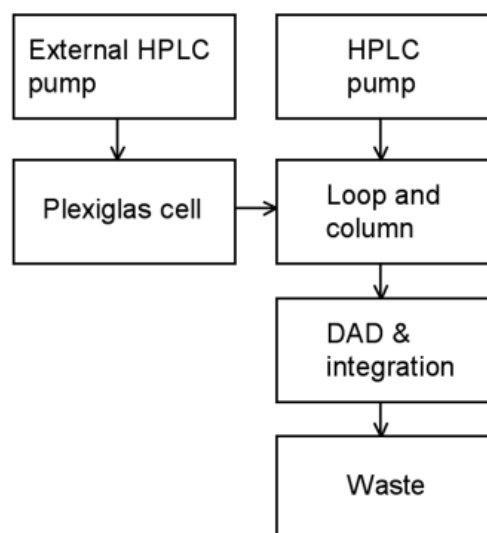 External HPLC
pump
HPLC
pump
Plexiglas cell
Loop and
column
DAD &
integration
Waste